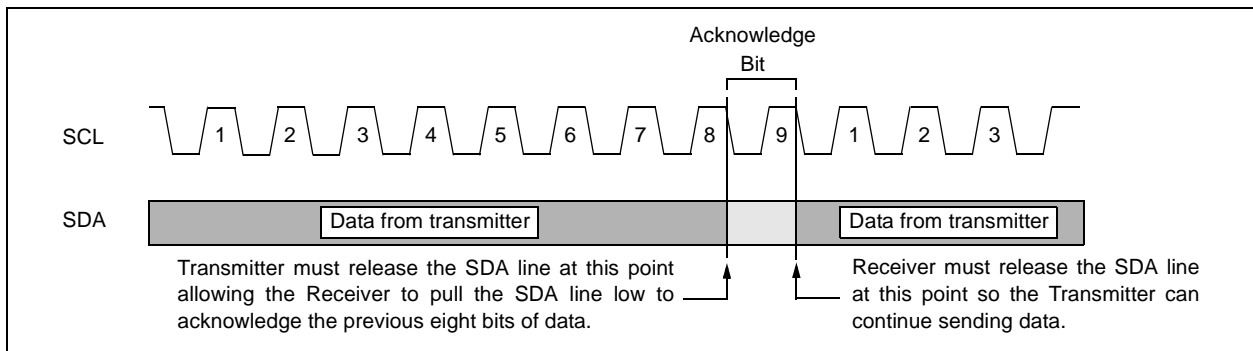 Acknowledge
Bit
SCL
1 2 3 4 5 6 7 8 9 1 2 3
SDA
Data from transmitter
Data from transmitter
Transmitter must release the SDA line at this point
allowing the Receiver to pull the SDA line low to
acknowledge the previous eight bits of data.
Receiver must release the SDA line
at this point so the Transmitter can
continue sending data.